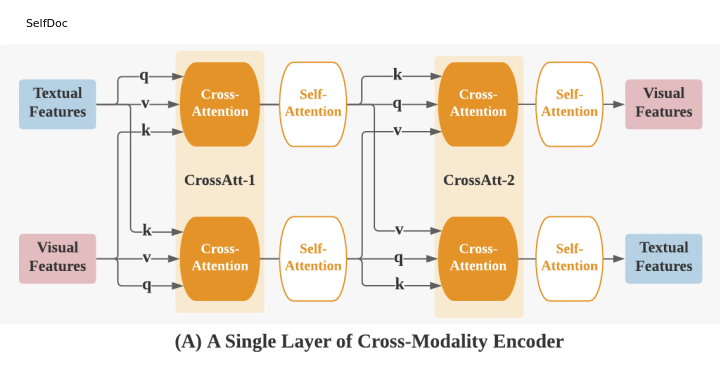 SelfDoc
Textual
Features
q
v
k
Cross-
Attention
Self-
Attention
k
q
v
Cross-
Attention
Self-
Attention
Visual
Features
CrossAtt-1
CrossAtt-2
Visual
Features
k
v
q
Cross-
Attention
Self-
Attention
v
q
k
Cross-
Attention
Self-
Attention
Textual
Features
(A) A Single Layer of Cross-Modality Encoder